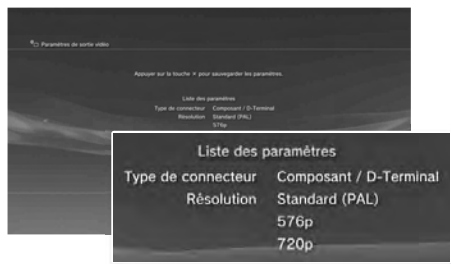 Paramètres de sortie vidéo
Appuyer sur la touche × pour sauvegarder les paramètres.
Liste des paramètres
Type de connecteur Composant / D-Terminal
Résolution Standard (PAL)
576p
Liste des paramètres
Type de connecteur Composant / D-Terminal
Résolution Standard (PAL)
576p
720p